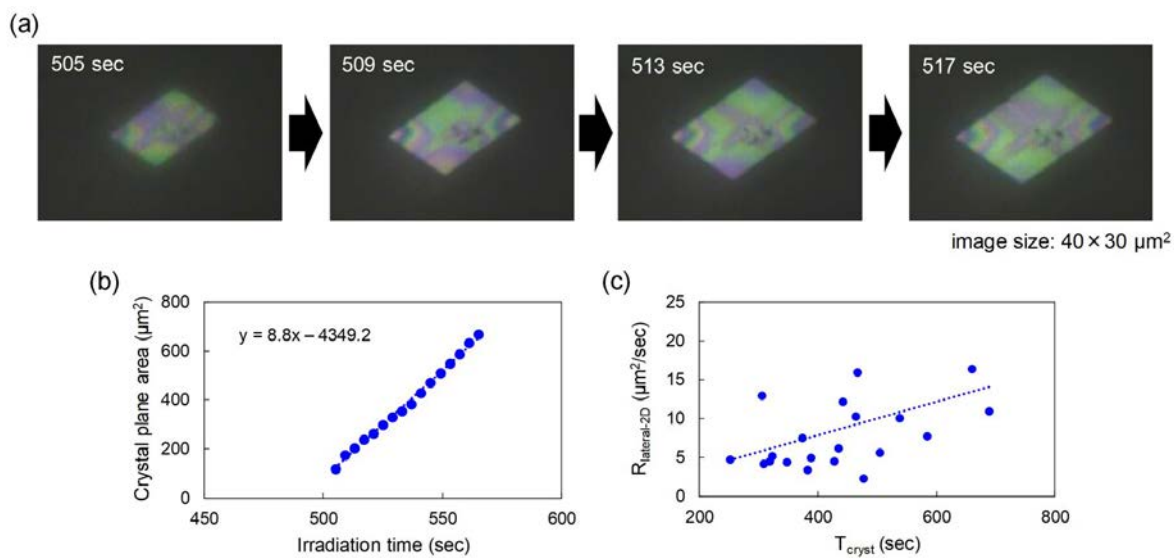 (a)
505 sec
509 sec
513 sec
517 sec
image size: 40 × 30 µm²
(b)
Crystal plane area (µm²)
800
600
400
200
0
y = 8.8x – 4349.2
450
500
550
600
Irradiation time (sec)
(c)
R_lateral-2D (µm²/sec)
25
20
15
10
5
0
200
400
600
800
T_cryst (sec)